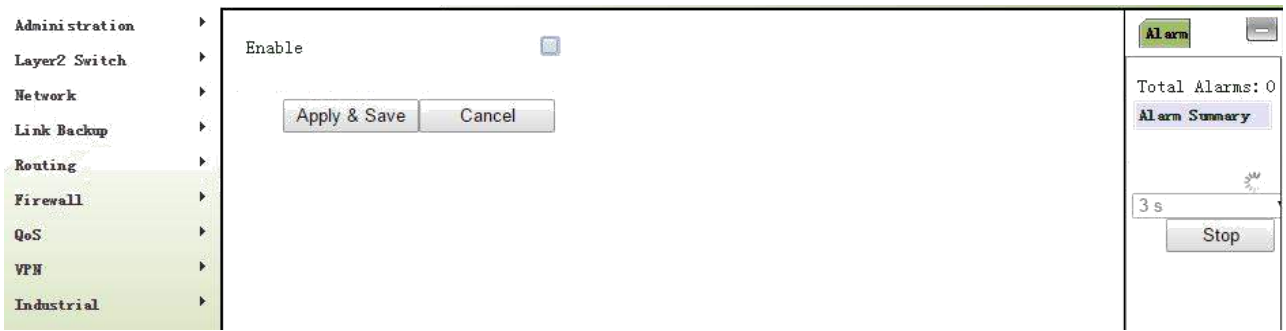 Administration
Layer2 Switch
Network
Link Backup
Routing
Firewall
QoS
VPN
Industrial
Enable
Apply & Save
Cancel
Alarm
Total Alarms: 0
Alarm Summary
3 s
Stop